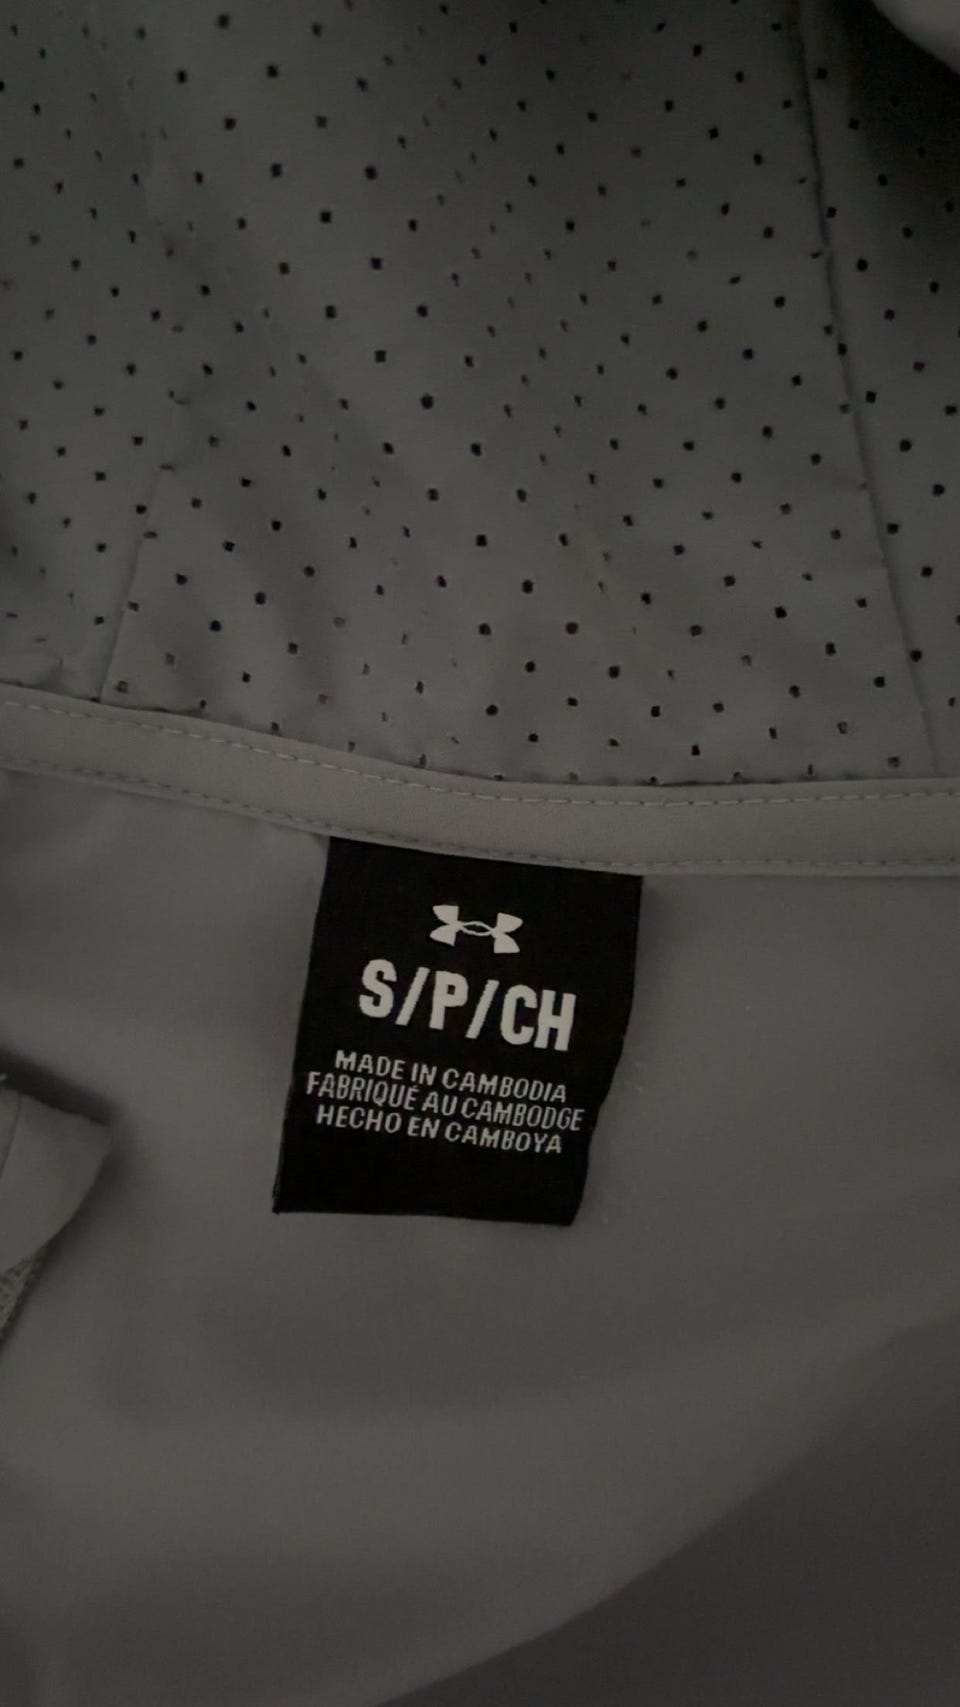 S/P/CH
MADE IN CAMBODIA
FABRIQUÉ AU CAMBODGE
HECHO EN CAMBOYA